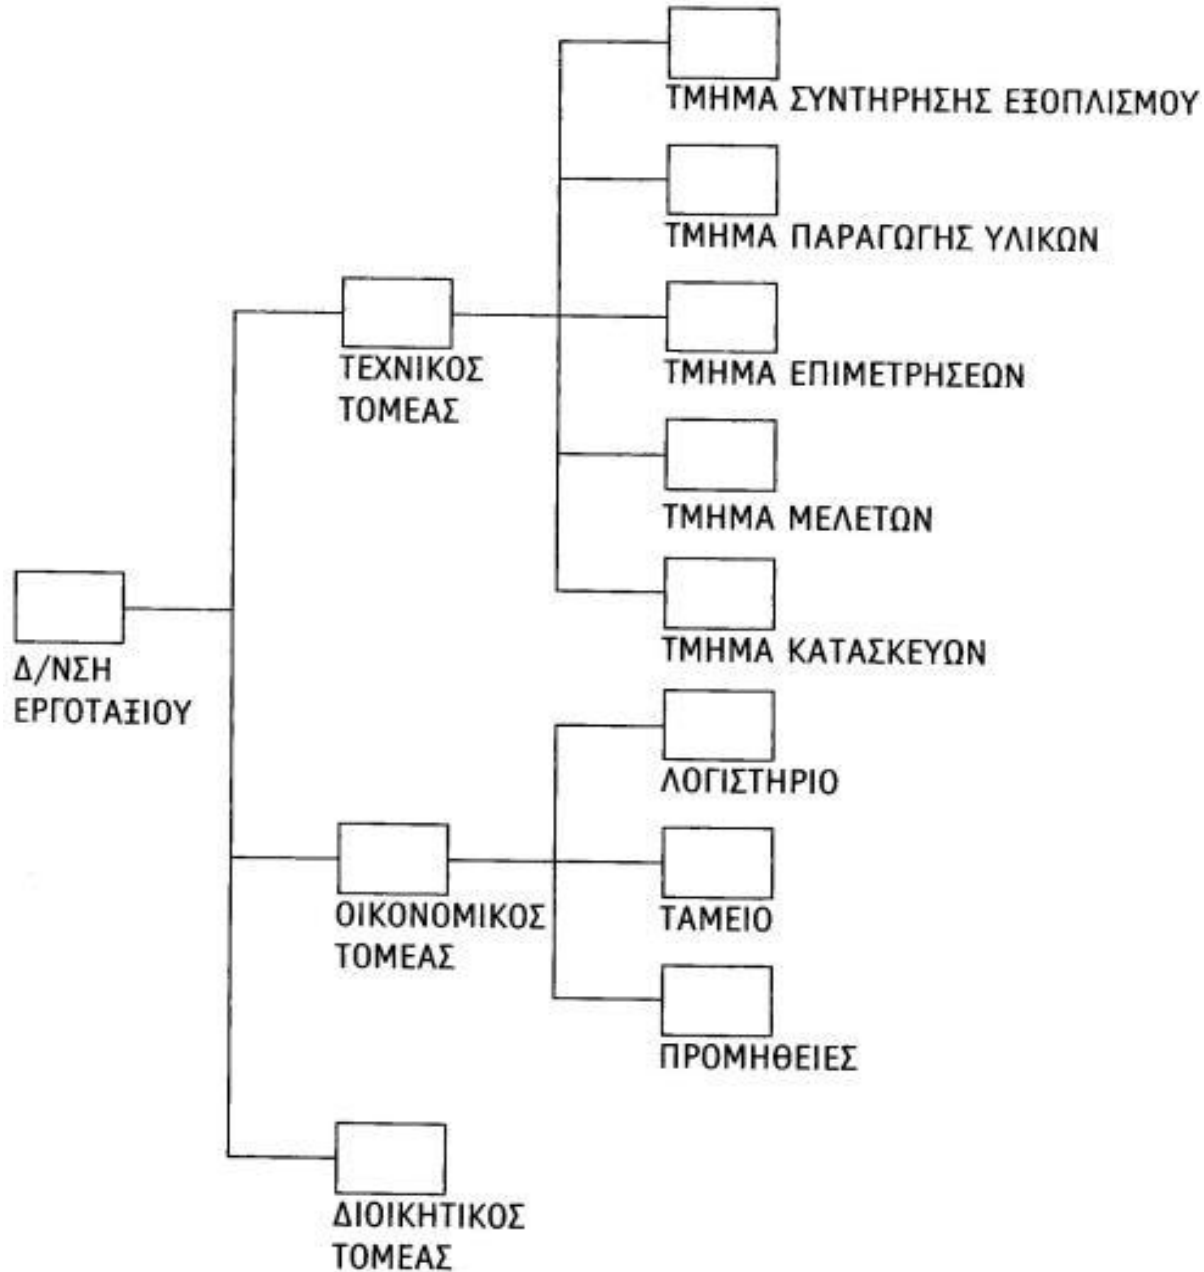 ΤΜΗΜΑ ΣΥΝΤΗΡΗΣΗΣ ΕΞΟΠΛΙΣΜΟΥ
ΤΜΗΜΑ ΠΑΡΑΓΩΓΗΣ ΥΛΙΚΩΝ
ΤΕΧΝΙΚΟΣ
ΤΟΜΕΑΣ
ΤΜΗΜΑ ΕΠΙΜΕΤΡΗΣΕΩΝ
ΤΜΗΜΑ ΜΕΛΕΤΩΝ
ΤΜΗΜΑ ΚΑΤΑΣΚΕΥΩΝ
Δ/ΝΣΗ
ΕΡΓΟΤΑΞΙΟΥ
ΛΟΓΙΣΤΗΡΙΟ
ΟΙΚΟΝΟΜΙΚΟΣ
ΤΟΜΕΑΣ
ΤΑΜΕΙΟ
ΠΡΟΜΗΘΕΙΕΣ
ΔΙΟΙΚΗΤΙΚΟΣ
ΤΟΜΕΑΣ